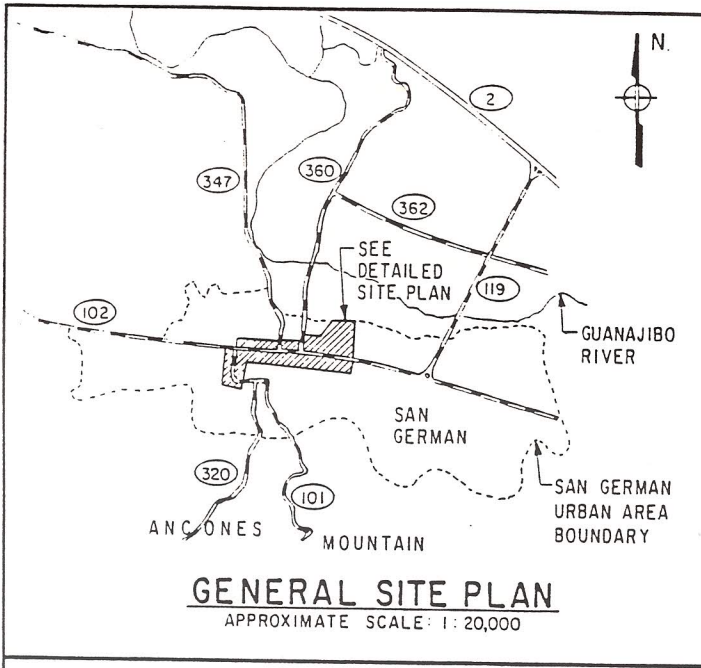 N.
2
347
360
362
SEE
DETAILED
SITE PLAN
119
102
GUANAJIBO
RIVER
SAN
GERMAN
320
101
SAN GERMAN
URBAN AREA
BOUNDARY
ANCONES
MOUNTAIN
GENERAL SITE PLAN
APPROXIMATE SCALE: 1:20,000